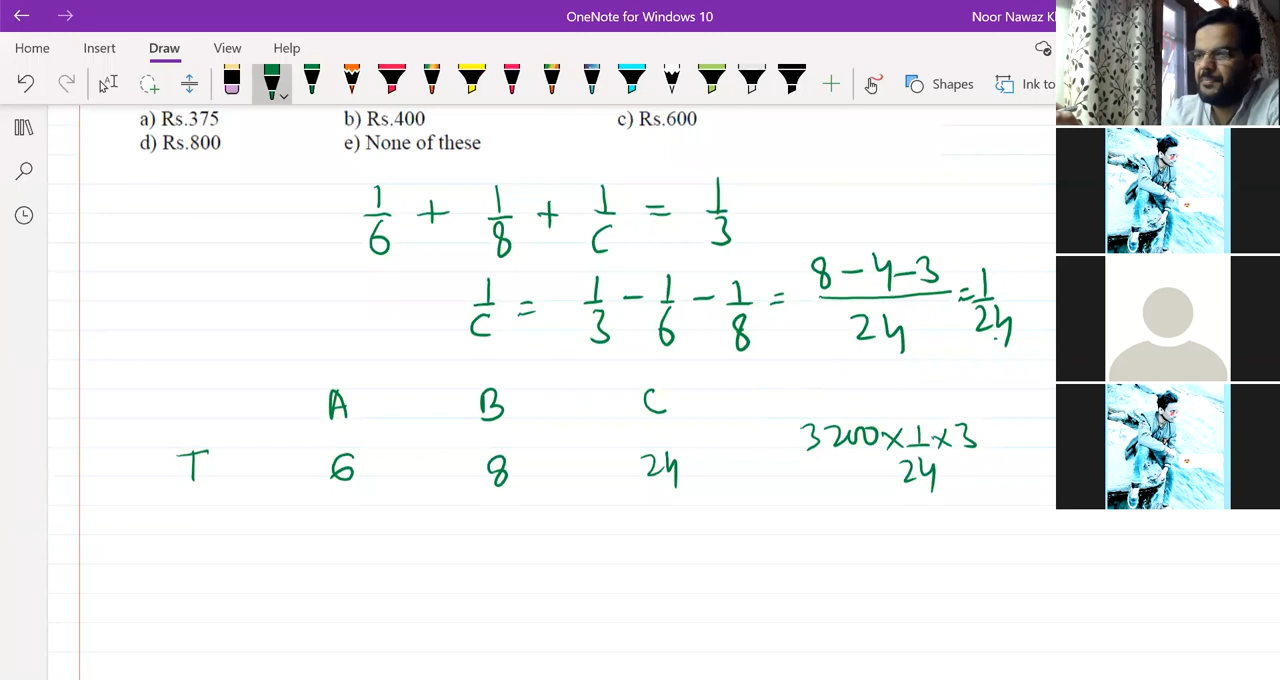 OneNote for Windows 10
Noor Nawaz K
Home Insert Draw View Help
Shapes Ink to
a) Rs.375 b) Rs.400 c) Rs.600
d) Rs.800 e) None of these
1/6 + 1/8 + 1/C = 1/3
1/C = 1/3 - 1/6 - 1/8 = 8-4-3/24 = 1/24
A B C
3200×1/24×3
T 6 8 24